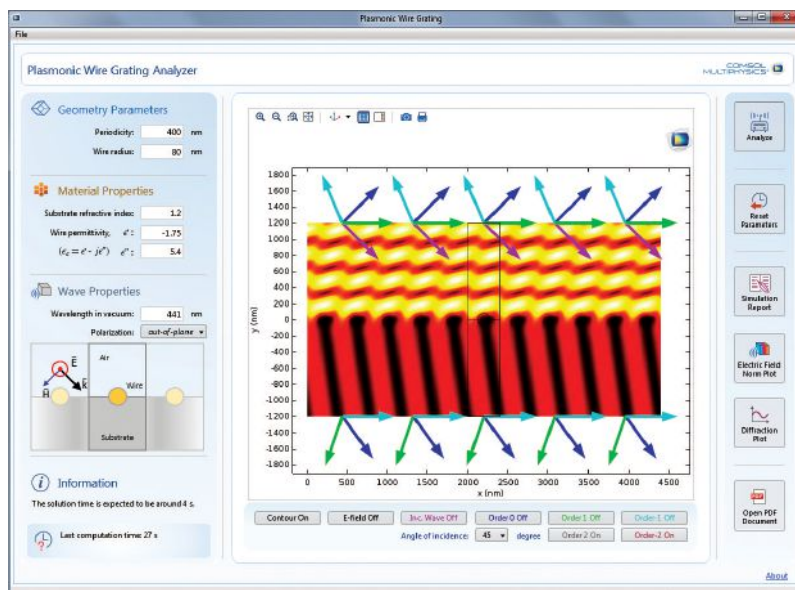 Plasmonic Wire Grating
File
Plasmonic Wire Grating Analyzer
COMSOL
MULTIPHYSICS®
Geometry Parameters
Periodicity: 400 nm
Wire radius: 80 nm
Material Properties
Substrate refractive index: 1.2
Wire permittivity, ε': -1.75
(εc = ε' - jε'') ε'': 5.4
Wave Properties
Wavelength in vacuum: 441 nm
Polarization: out-of-plane
Air
E
k
H
Wire
Substrate
Information
The solution time is expected to be around 4 s.
Last computation time: 27 s
1800
1600
1400
1200
1000
800
600
400
200
0
-200
-400
-600
-800
-1000
-1200
-1400
-1600
-1800
y (nm)
0 500 1000 1500 2000 2500 3000 3500 4000 4500
x (nm)
Contour On E-field Off Inc. Wave Off Order 0 Off Order 1 Off Order-1 Off
Angle of incidence: 45 degree Order 2 On Order-2 On
Analyze
Reset
Parameters
Simulation
Report
Electric Field
Norm Plot
Diffraction
Plot
Open PDF
Document
About